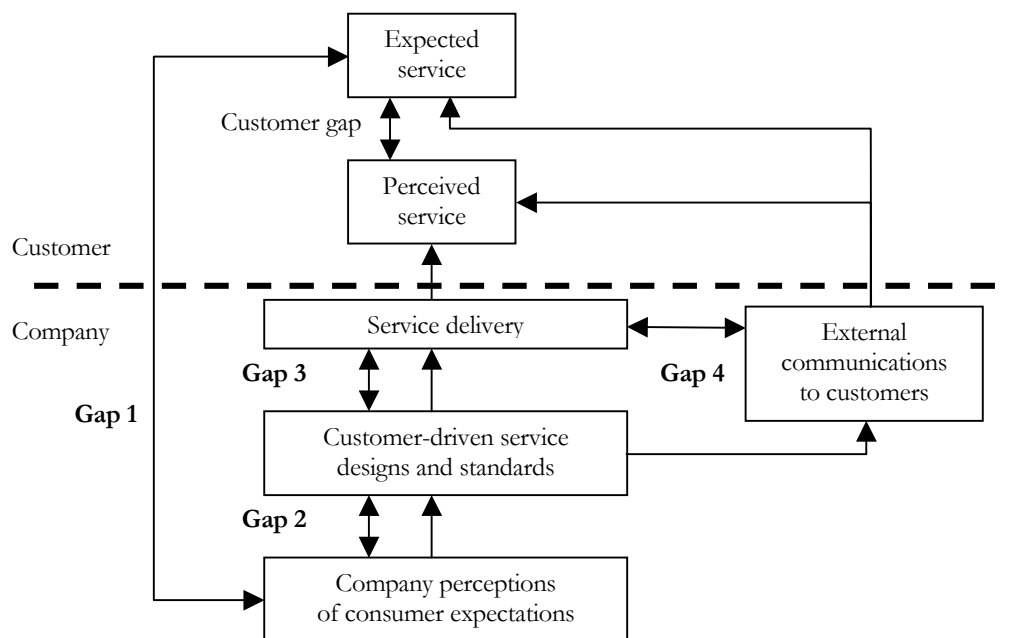 Expected
service
Customer gap
Perceived
service
Customer
Company
Service delivery
External
communications
to customers
Gap 3
Gap 4
Gap 1
Customer-driven service
designs and standards
Gap 2
Company perceptions
of consumer expectations